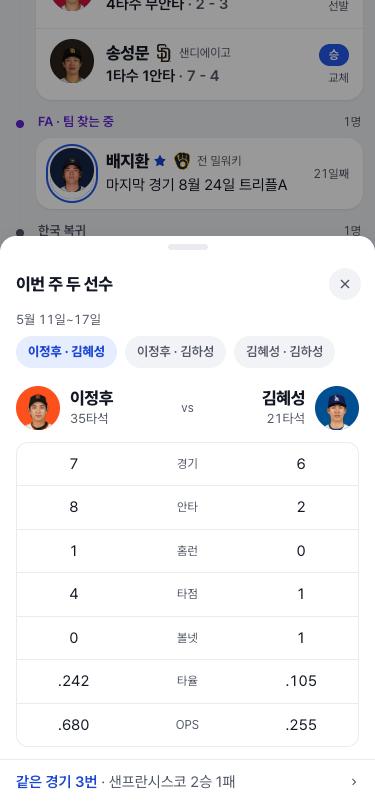 4타수 무안타 · 2 - 3
선발
송성문 샌디에이고
승
1타수 1안타 · 7 - 4
교체
FA · 팀 찾는 중
1명
배지환 전 밀워키
21일째
마지막 경기 8월 24일 트리플A
한국 복귀
1명
이번 주 두 선수
5월 11일~17일
이정후 · 김혜성
이정후 · 김하성
김혜성 · 김하성
이정후
35타석
vs
김혜성
21타석
7 경기 6
8 안타 2
1 홈런 0
4 타점 1
0 볼넷 1
.242 타율 .105
.680 OPS .255
같은 경기 3번 · 샌프란시스코 2승 1패